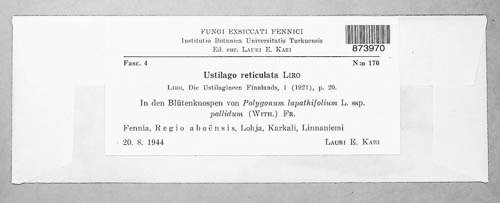 FUNGI EXSICCATI FENNICI
Institutio Botanica Universitatis Turkuensis
Ed. cur. LAURI E. KARI
873970
Fasc. 4 N:o 170
Ustilago reticulata LIRO
LIRO, Die Ustilagineen Finnlands, 1 (1921), p. 20.
In den Blütenknospen von Polygonum lapathifolium L. ssp.
pallidum (WITH.) FR.
Fennia, Regio aboënsis, Lohja, Karkali, Linnaniemi
20. 8. 1944 LAURI E. KARI